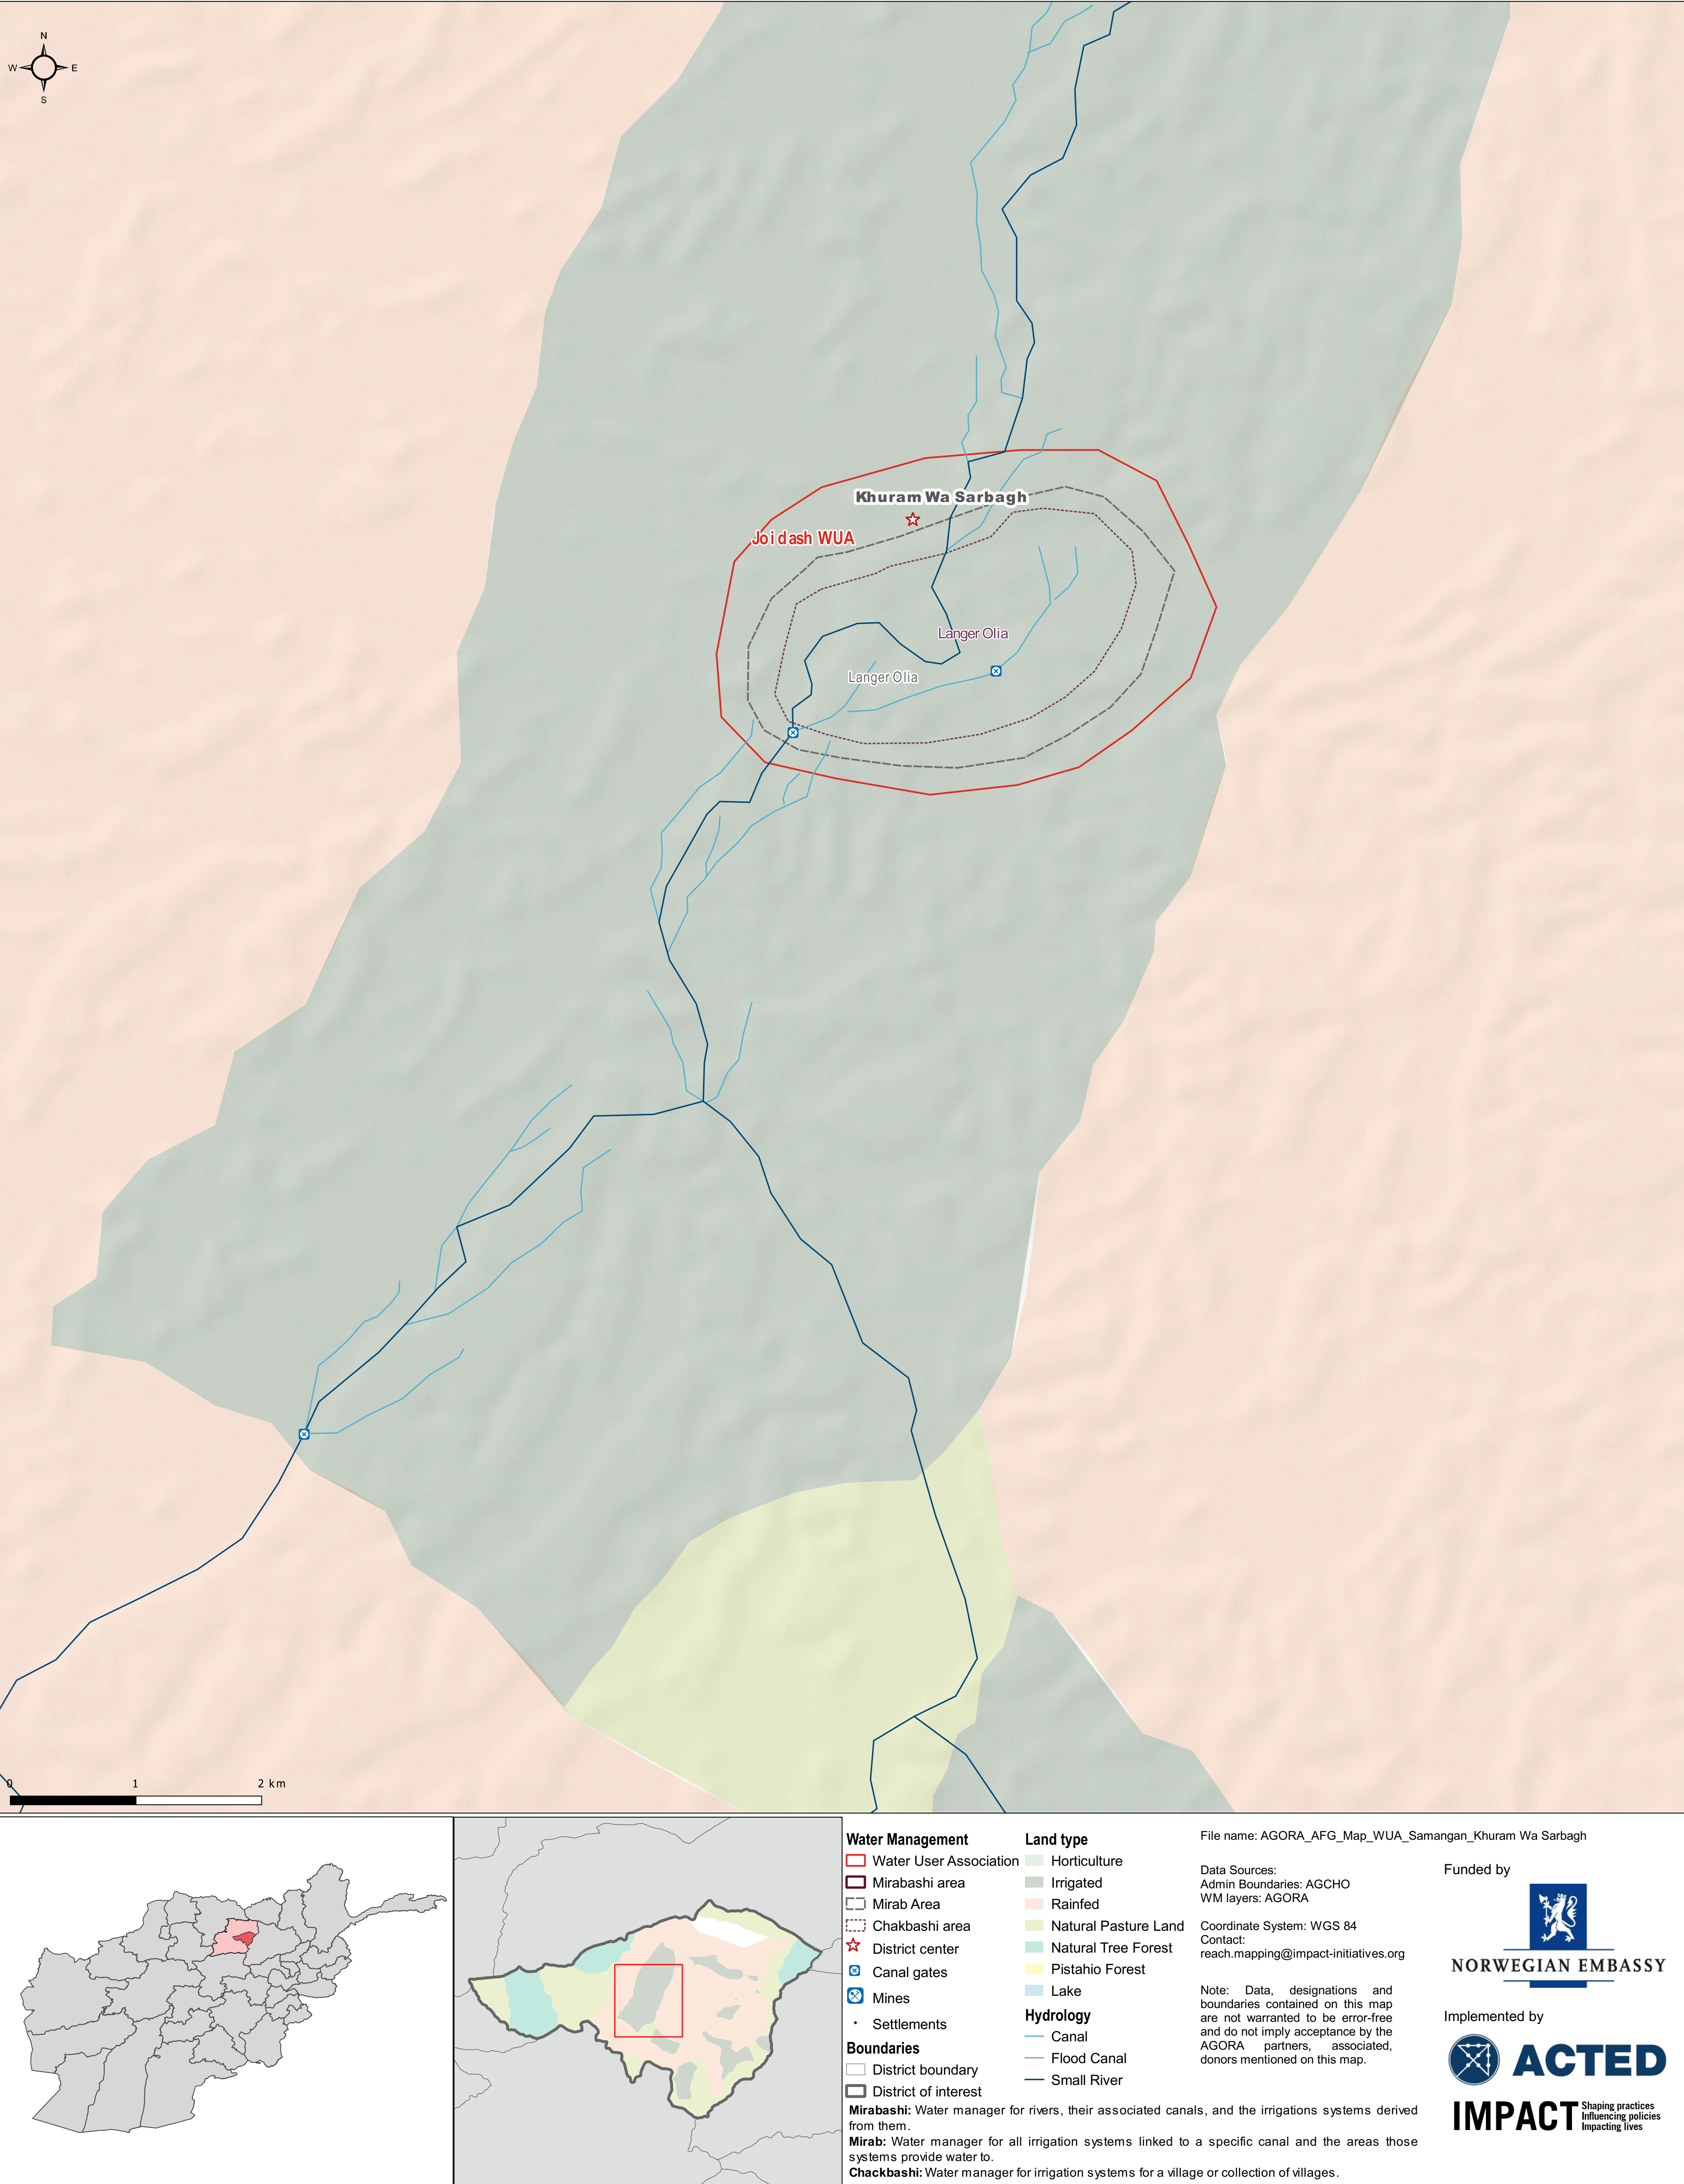 N
W E
S
Khuram Wa Sarbagh
Joi dash WUA
Langer Olia
Langer Olia
0 1 2 km
Water Management
Water User Association
Mirabashi area
Mirab Area
Chakbashi area
District center
Canal gates
Mines
Settlements
Boundaries
District boundary
District of interest
Land type
Horticulture
Irrigated
Rainfed
Natural Pasture Land
Natural Tree Forest
Pistahio Forest
Lake
Hydrology
Canal
Flood Canal
Small River
Mirabashi: Water manager for rivers, their associated canals, and the irrigations systems derived
from them.
Mirab: Water manager for all irrigation systems linked to a specific canal and the areas those
systems provide water to.
Chackbashi: Water manager for irrigation systems for a village or collection of villages.
File name: AGORA_AFG_Map_WUA_Samangan_Khuram Wa Sarbagh
Data Sources:
Admin Boundaries: AGCHO
WM layers: AGORA
Coordinate System: WGS 84
Contact:
reach.mapping@impact-initiatives.org
Note: Data, designations and
boundaries contained on this map
are not warranted to be error-free
and do not imply acceptance by the
AGORA partners, associated,
donors mentioned on this map.
Funded by
NORWEGIAN EMBASSY
Implemented by
ACTED
IMPACT
Shaping practices
Influencing policies
Impacting lives